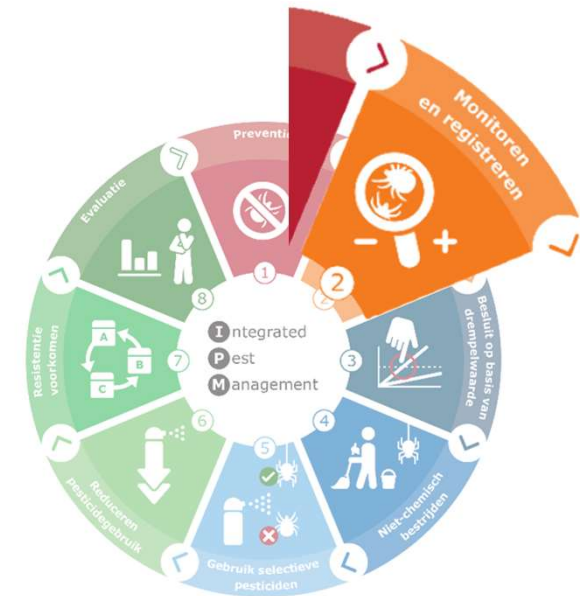 Preventie
1
Monitoren
en registreren
2
Besluit op basis van
drempelwaarde
3
Niet-chemisch
bestrijden
4
Gebruik selectieve
pesticiden
5
Reduceren
pesticidegebruik
6
Resistentie
voorkomen
7
A
B
C
Evaluatie
8
Integrated
Pest
Management